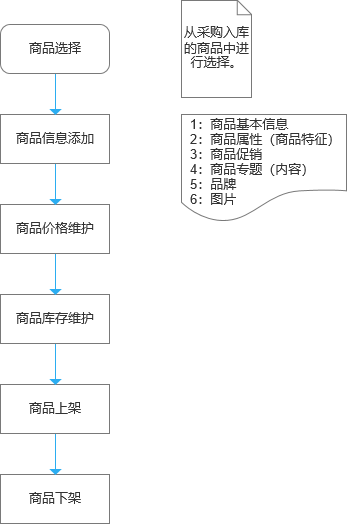 商品选择
从采购入库
的商品中进
行选择。
商品信息添加
1：商品基本信息
2：商品属性（商品特征）
3：商品促销
4：商品专题（内容）
5：品牌
6：图片
商品价格维护
商品库存维护
商品上架
商品下架